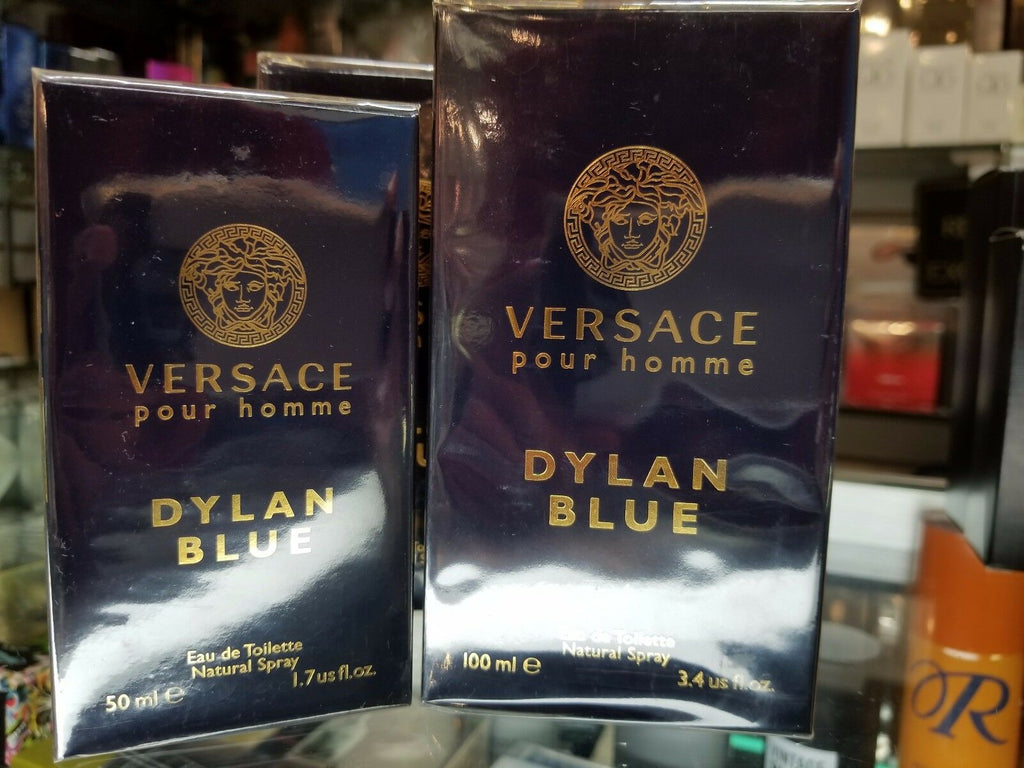 VERSACE
pour homme
DYLAN
BLUE
Eau de Toilette
Natural Spray
50 ml e
1.7 us fl.oz.
VERSACE
pour homme
DYLAN
BLUE
Eau de Toilette
Natural Spray
100 ml e
3.4 us fl.oz.
R